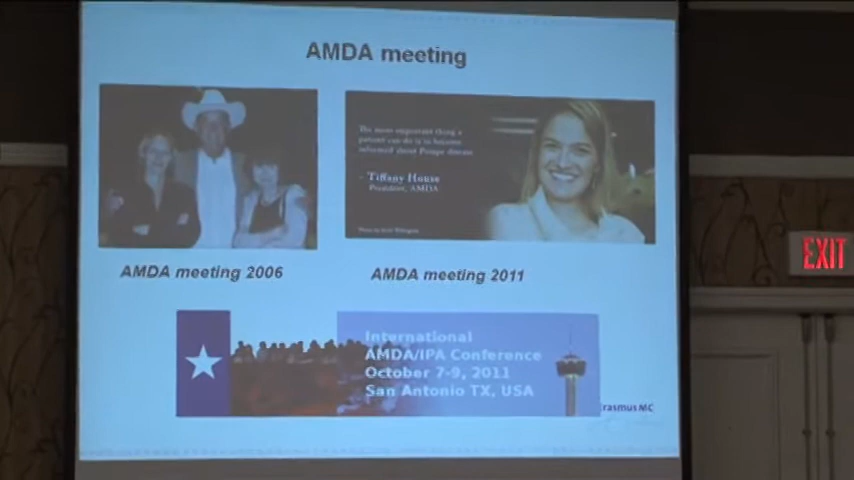 AMDA meeting
The most important thing a
patient can do is to become
informed about Pompe disease
- Tiffany House
President, AMDA
AMDA meeting 2006
AMDA meeting 2011
International
AMDA/IPA Conference
October 7-9, 2011
San Antonio TX, USA
Erasmus MC
EXIT